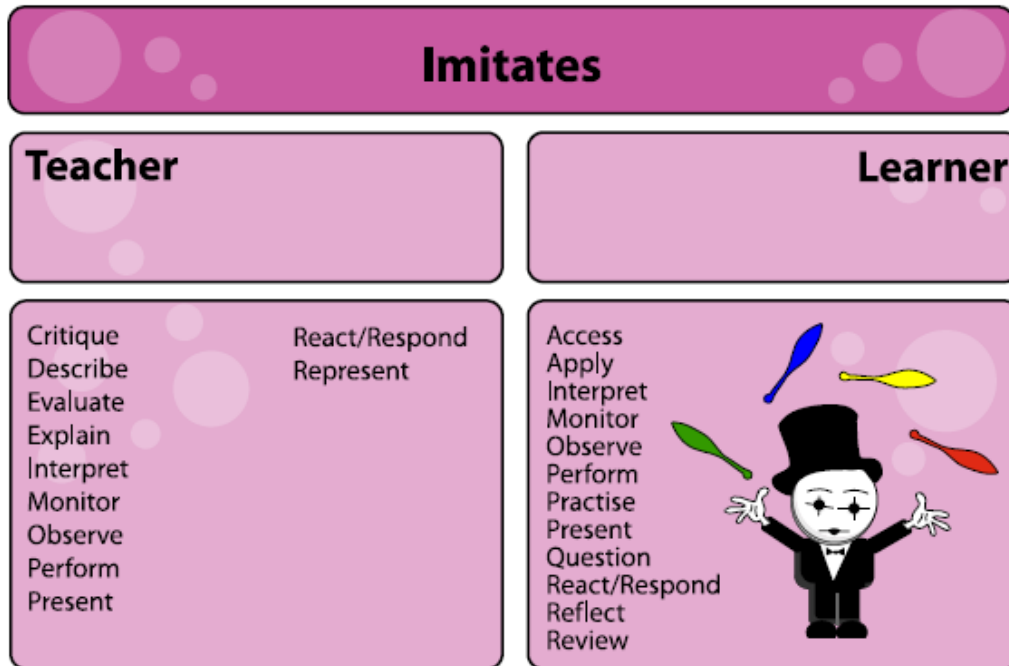 Imitates
Teacher
Learner
Critique
Describe
Evaluate
Explain
Interpret
Monitor
Observe
Perform
Present
React/Respond
Represent
Access
Apply
Interpret
Monitor
Observe
Perform
Practise
Present
Question
React/Respond
Reflect
Review